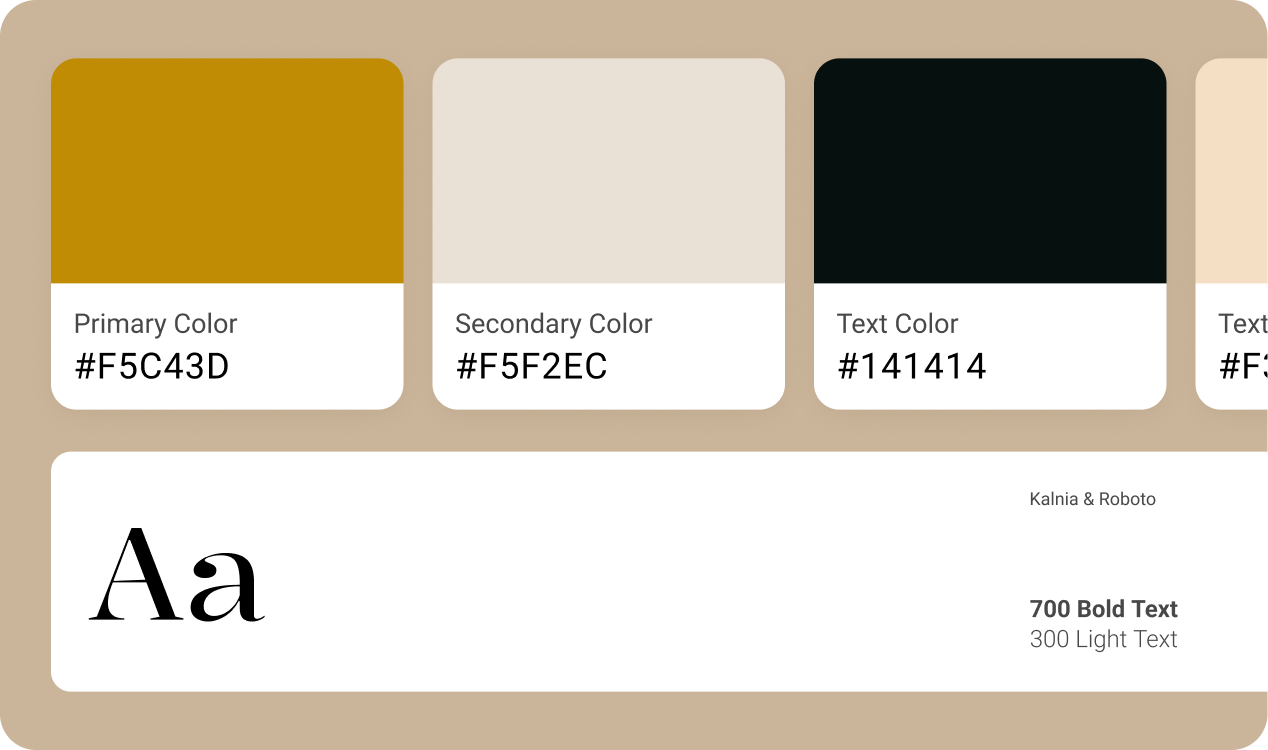 Primary Color
#F5C43D
Secondary Color
#F5F2EC
Text Color
#141414
Text
Aa
Kalnia & Roboto
700 Bold Text
300 Light Text